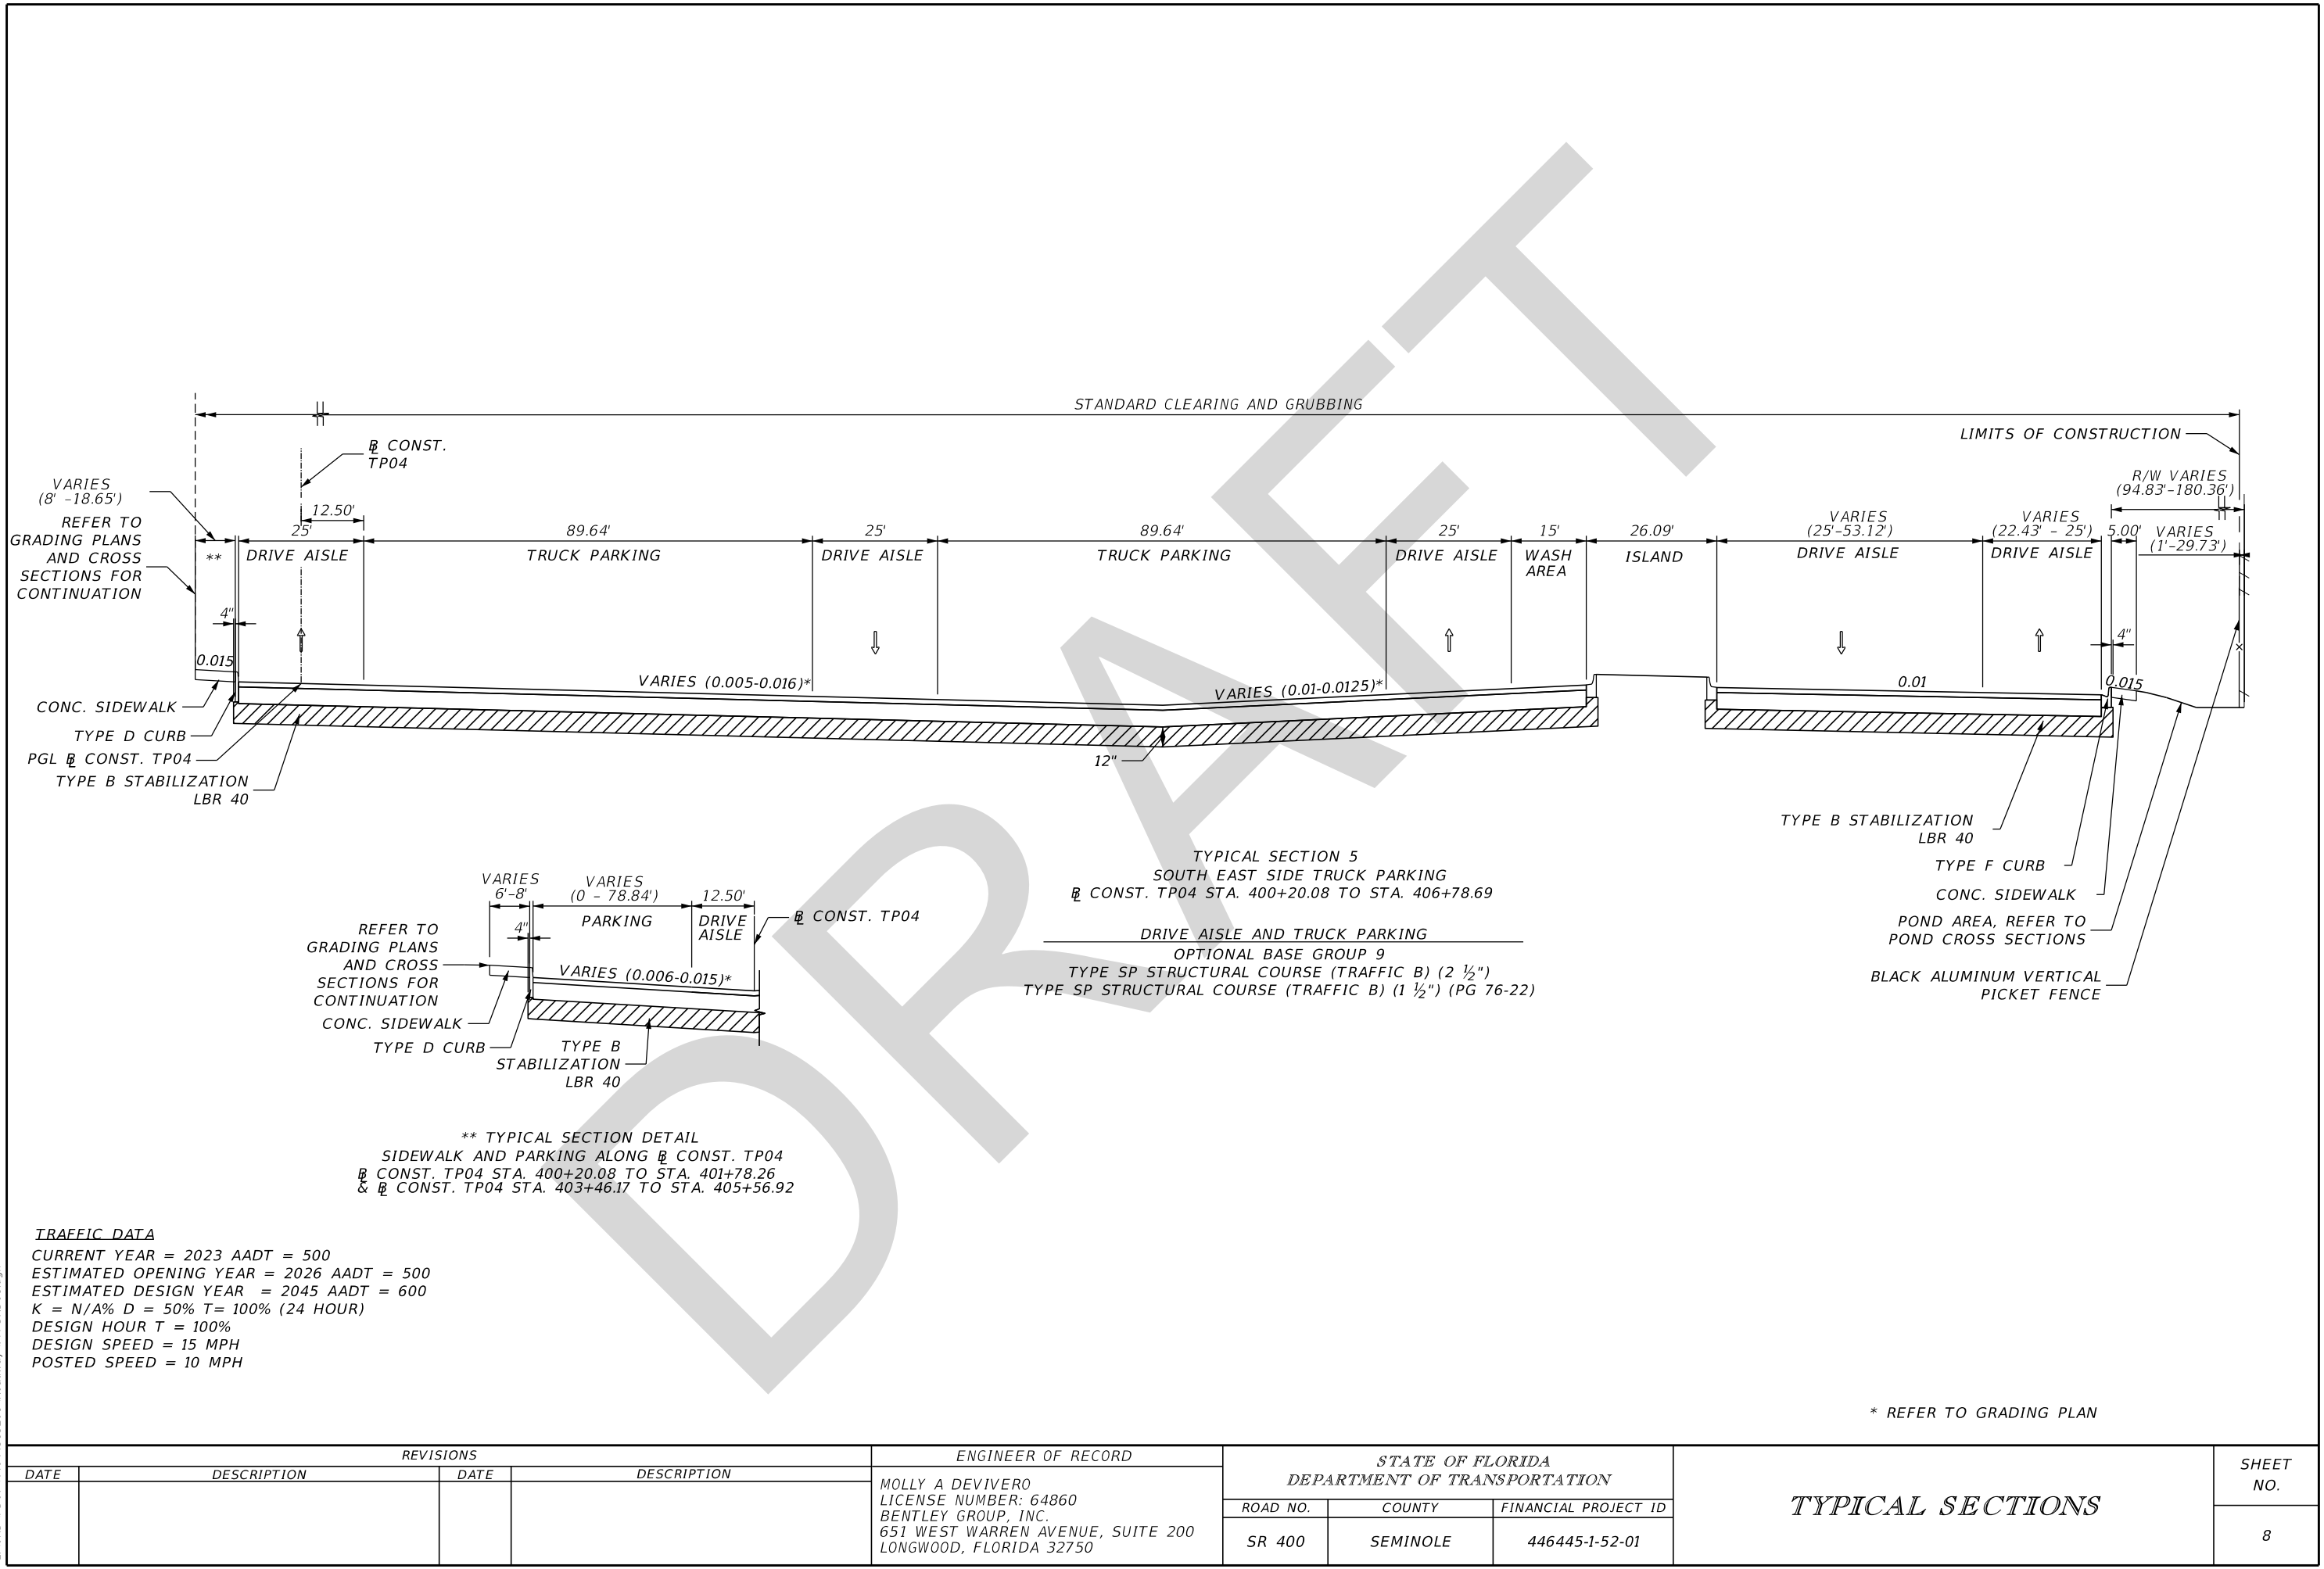 STANDARD CLEARING AND GRUBBING
LIMITS OF CONSTRUCTION
R/W VARIES
(94.83'-180.36')
℄ CONST.
TP04
VARIES
(8' -18.65')
REFER TO
GRADING PLANS
AND CROSS
SECTIONS FOR
CONTINUATION
**
4"
12.50'
25'
DRIVE AISLE
89.64'
TRUCK PARKING
25'
DRIVE AISLE
89.64'
TRUCK PARKING
25'
DRIVE AISLE
15'
WASH
AREA
26.09'
ISLAND
VARIES
(25'-53.12')
DRIVE AISLE
VARIES
(22.43' - 25')
DRIVE AISLE
5.00'
VARIES
(1'-29.73')
4"
0.015
VARIES (0.005-0.016)*
VARIES (0.01-0.0125)*
0.01
0.015
CONC. SIDEWALK
TYPE D CURB
PGL ℄ CONST. TP04
TYPE B STABILIZATION
LBR 40
12"
TYPE B STABILIZATION
LBR 40
TYPE F CURB
CONC. SIDEWALK
POND AREA, REFER TO
POND CROSS SECTIONS
BLACK ALUMINUM VERTICAL
PICKET FENCE
TYPICAL SECTION 5
SOUTH EAST SIDE TRUCK PARKING
℄ CONST. TP04 STA. 400+20.08 TO STA. 406+78.69
DRIVE AISLE AND TRUCK PARKING
OPTIONAL BASE GROUP 9
TYPE SP STRUCTURAL COURSE (TRAFFIC B) (2 ½")
TYPE SP STRUCTURAL COURSE (TRAFFIC B) (1 ½") (PG 76-22)
VARIES
6'-8'
VARIES
(0 - 78.84')
12.50'
PARKING
DRIVE
AISLE
℄ CONST. TP04
4"
REFER TO
GRADING PLANS
AND CROSS
SECTIONS FOR
CONTINUATION
VARIES (0.006-0.015)*
CONC. SIDEWALK
TYPE D CURB
TYPE B
STABILIZATION
LBR 40
** TYPICAL SECTION DETAIL
SIDEWALK AND PARKING ALONG ℄ CONST. TP04
℄ CONST. TP04 STA. 400+20.08 TO STA. 401+78.26
& ℄ CONST. TP04 STA. 403+46.17 TO STA. 405+56.92
TRAFFIC DATA
CURRENT YEAR = 2023 AADT = 500
ESTIMATED OPENING YEAR = 2026 AADT = 500
ESTIMATED DESIGN YEAR = 2045 AADT = 600
K = N/A% D = 50% T= 100% (24 HOUR)
DESIGN HOUR T = 100%
DESIGN SPEED = 15 MPH
POSTED SPEED = 10 MPH
DRAFT
* REFER TO GRADING PLAN
REVISIONS
DATE DESCRIPTION DATE DESCRIPTION
ENGINEER OF RECORD
MOLLY A DEVIVERO
LICENSE NUMBER: 64860
BENTLEY GROUP, INC.
651 WEST WARREN AVENUE, SUITE 200
LONGWOOD, FLORIDA 32750
STATE OF FLORIDA
DEPARTMENT OF TRANSPORTATION
ROAD NO. COUNTY FINANCIAL PROJECT ID
SR 400 SEMINOLE 446445-1-52-01
TYPICAL SECTIONS
SHEET
NO.
8